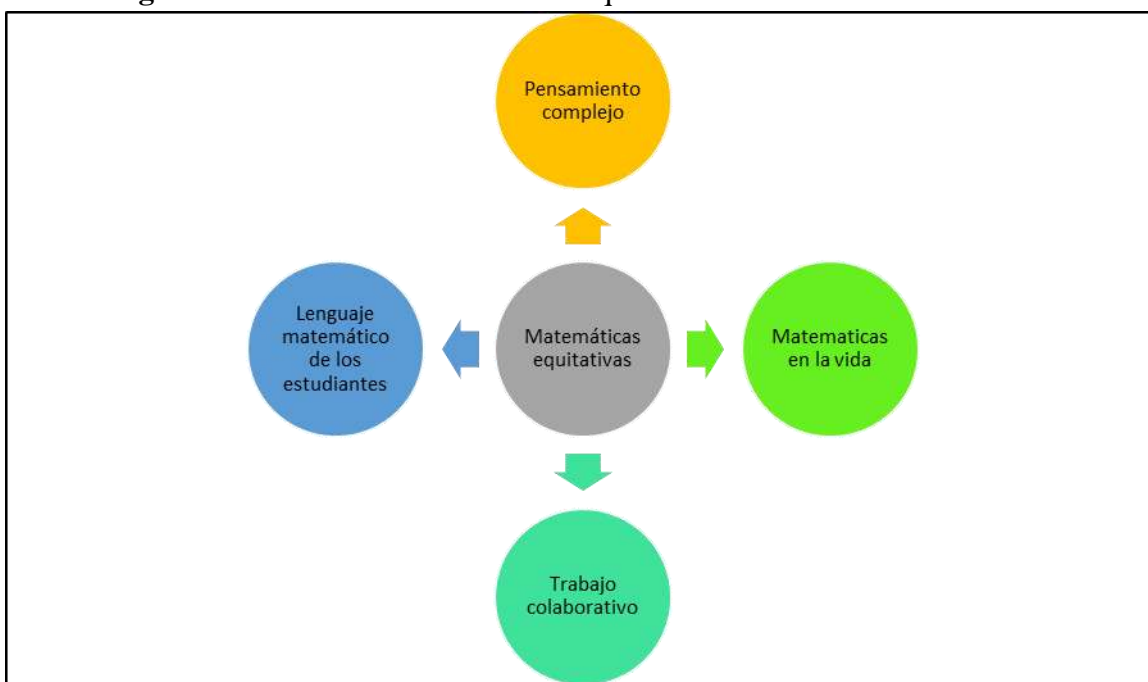 Pensamiento
complejo
Lenguaje
matemático
de los
estudiantes
Matemáticas
equitativas
Matematicas
en la vida
Trabajo
colaborativo